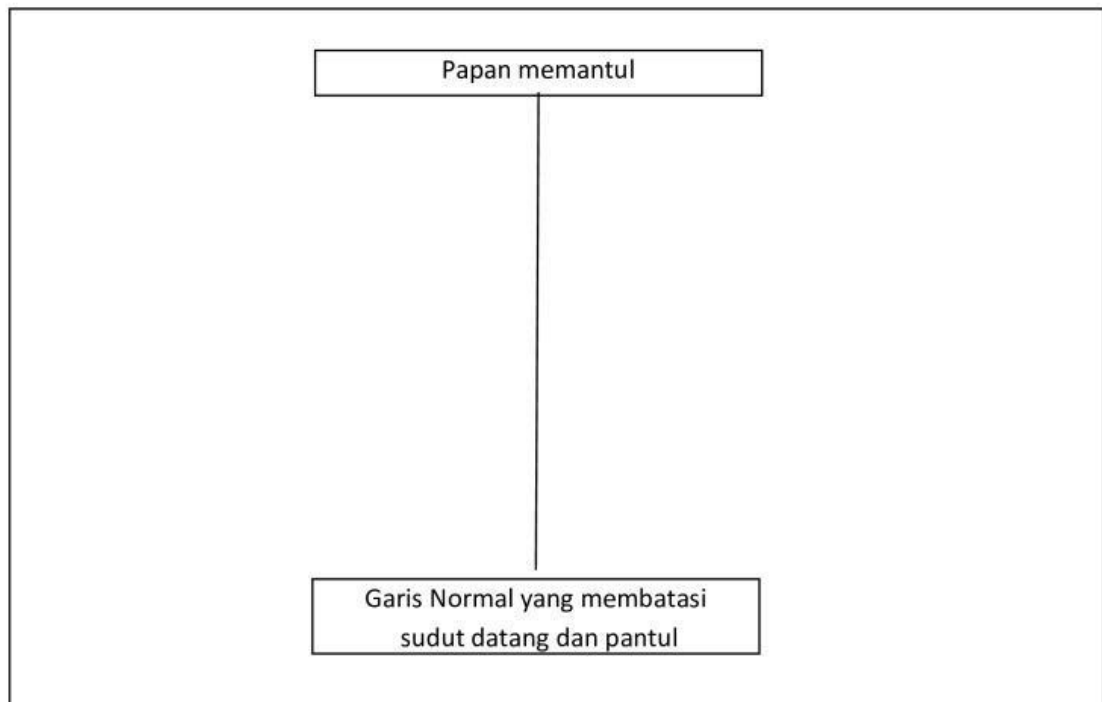 Papan memantul
Garis Normal yang membatasi
sudut datang dan pantul